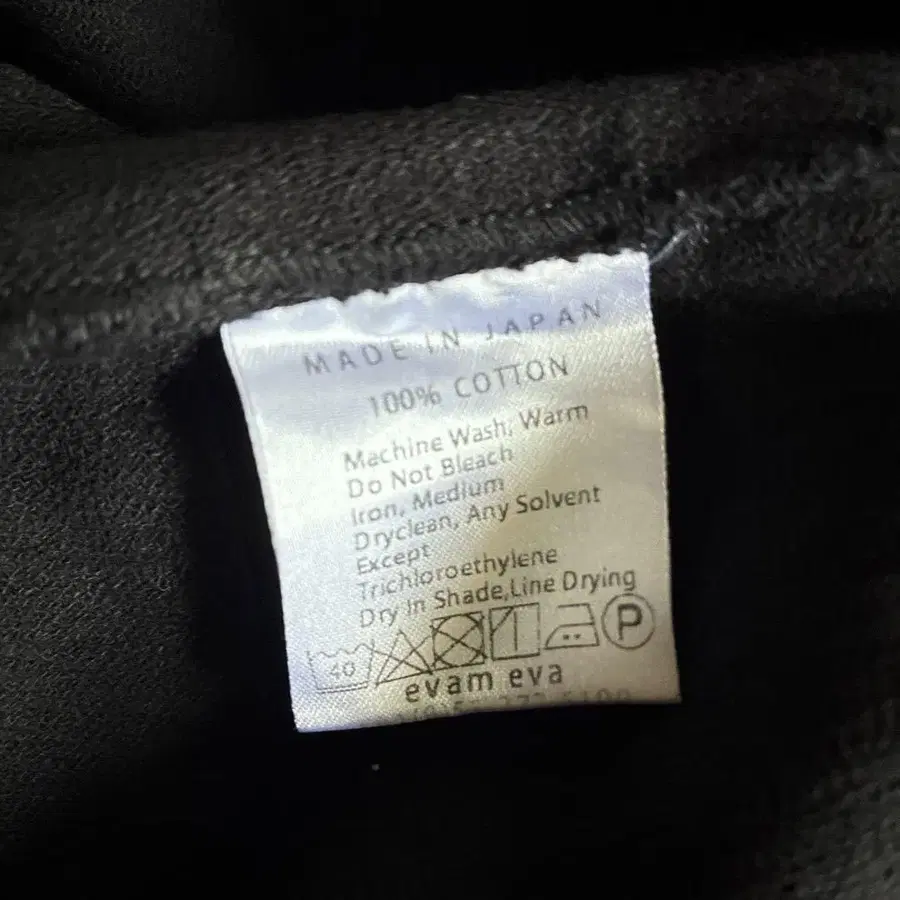 MADE IN JAPAN
100% COTTON
Machine Wash, Warm
Do Not Bleach
Iron, Medium
Dryclean, Any Solvent
Except
Trichloroethylene
Dry In Shade,Line Drying
40 P
evam eva